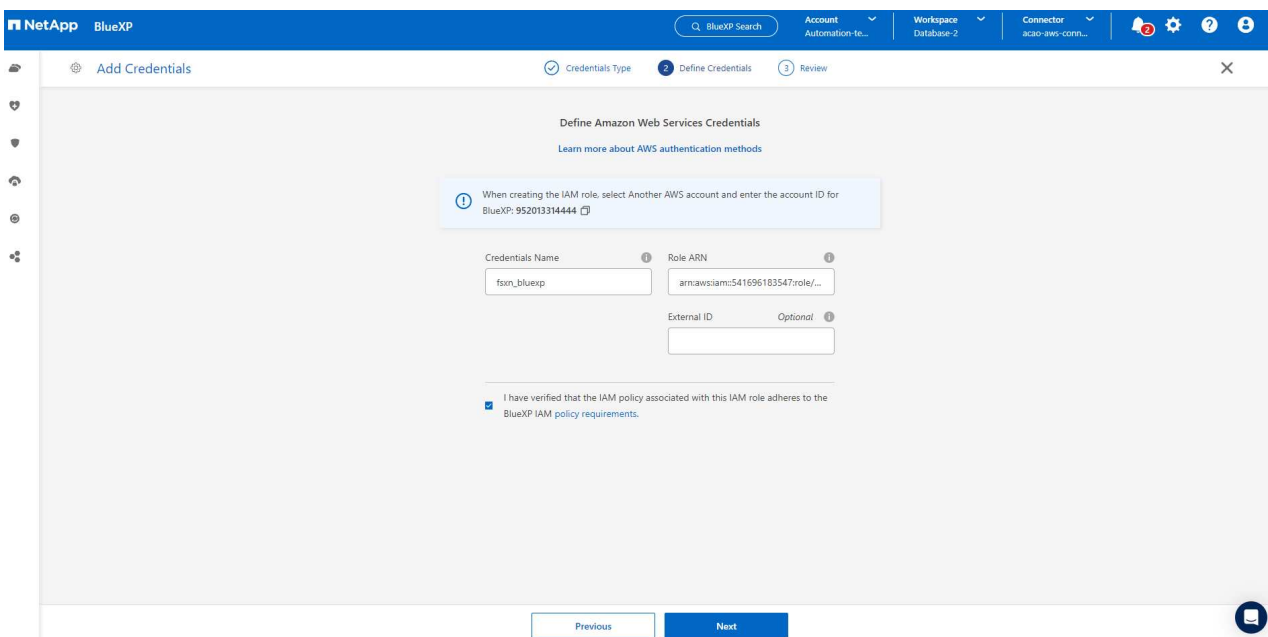 NetApp BlueXP
BlueXP Search
Account
Automation-te...
Workspace
Database-2
Connector
acao-aws-conn...
2
Add Credentials
Credentials Type
2 Define Credentials
3 Review
Define Amazon Web Services Credentials
Learn more about AWS authentication methods
When creating the IAM role, select Another AWS account and enter the account ID for
BlueXP: 952013314444
Credentials Name
Role ARN
fsxn_bluexp
arn:aws:iam::541696183547:role/...
External ID
Optional
I have verified that the IAM policy associated with this IAM role adheres to the
BlueXP IAM policy requirements.
Previous
Next